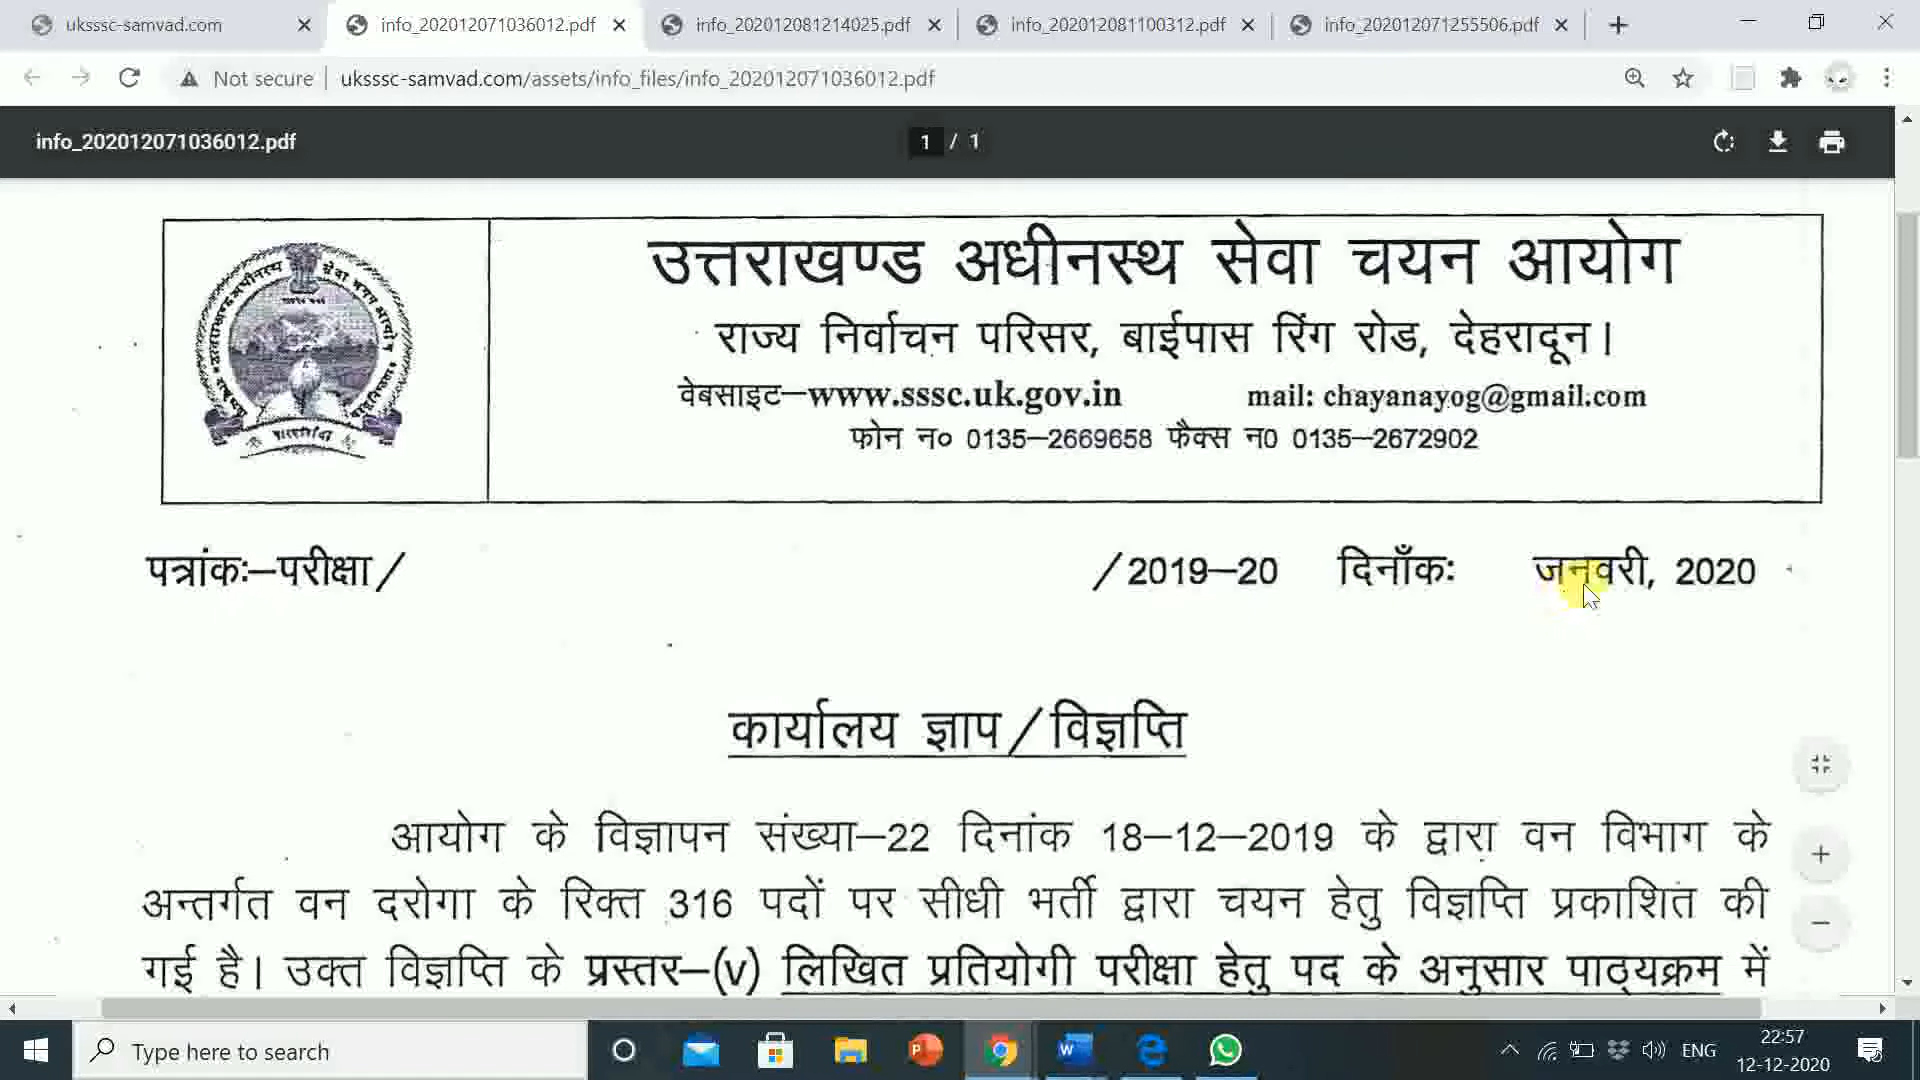 uksssc-samvad.com
info_202012071036012.pdf
info_202012081214025.pdf
info_202012081100312.pdf
info_202012071255506.pdf
Not secure
uksssc-samvad.com/assets/info_files/info_202012071036012.pdf
info_202012071036012.pdf
1 / 1
उत्तराखण्ड अधीनस्थ सेवा चयन आयोग
राज्य निर्वाचन परिसर, बाईपास रिंग रोड, देहरादून।
वेबसाइट—www.sssc.uk.gov.in mail: chayanayog@gmail.com
फोन न० 0135—2669658 फैक्स न0 0135—2672902
पत्रांकः—परीक्षा/ /2019—20 दिनाँकः जनवरी, 2020
कार्यालय ज्ञाप/विज्ञप्ति
आयोग के विज्ञापन संख्या—22 दिनांक 18—12—2019 के द्वारा वन विभाग के
अन्तर्गत वन दरोगा के रिक्त 316 पदों पर सीधी भर्ती द्वारा चयन हेतु विज्ञप्ति प्रकाशित की
गई है। उक्त विज्ञप्ति के प्रस्तर—(v) लिखित प्रतियोगी परीक्षा हेतु पद के अनुसार पाठ्यक्रम में
Type here to search
ENG
22:57
12-12-2020